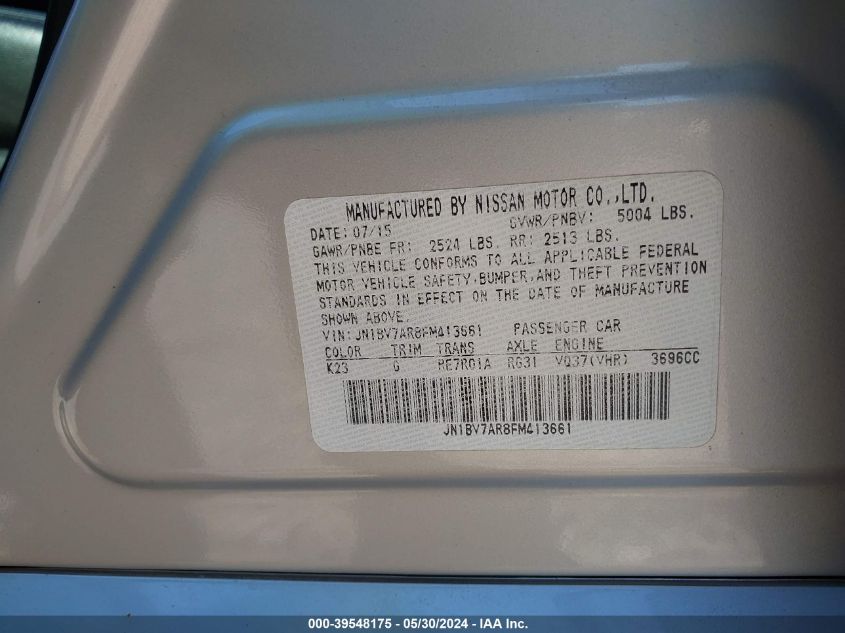 MANUFACTURED BY NISSAN MOTOR CO.,LTD.
DATE: 07/15 GVWR/PNBV: 5004 LBS.
GAWR/PNBE FR: 2524 LBS. RR: 2513 LBS.
THIS VEHICLE CONFORMS TO ALL APPLICABLE FEDERAL
MOTOR VEHICLE SAFETY,BUMPER,AND THEFT PREVENTION
STANDARDS IN EFFECT ON THE DATE OF MANUFACTURE
SHOWN ABOVE.
VIN:JN1BV7AR8FM413661 PASSENGER CAR
COLOR TRIM TRANS AXLE ENGINE
K23 G RE7R01A RG31 VQ37(VHR) 3696CC
JN1BV7AR8FM413661
000-39548175 - 05/30/2024 - IAA Inc.